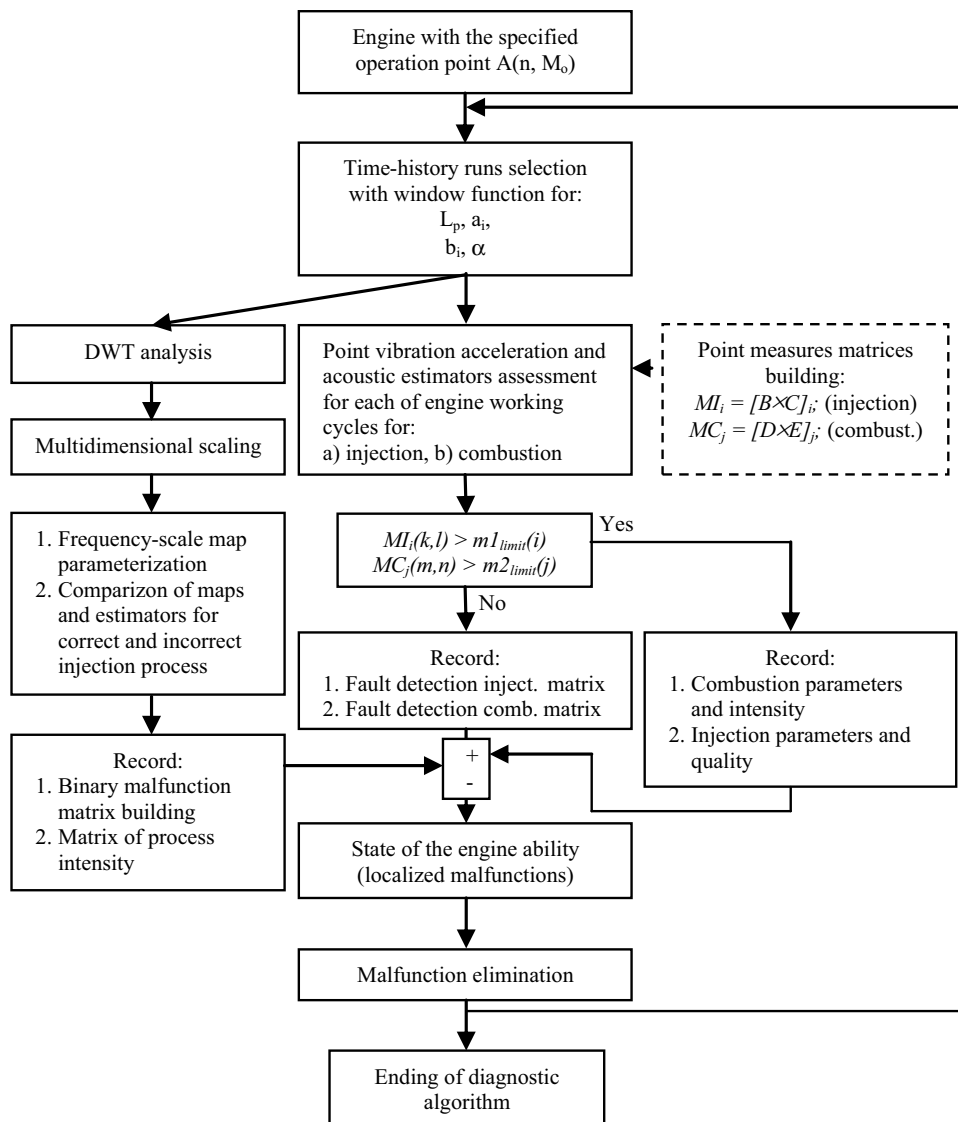 Engine with the specified
operation point A(n, Mₒ)
Time-history runs selection
with window function for:
Lₚ, aᵢ,
bᵢ, α
DWT analysis
Multidimensional scaling
1. Frequency-scale map
parameterization
2. Comparizon of maps
and estimators for
correct and incorrect
injection process
Record:
1. Binary malfunction
matrix building
2. Matrix of process
intensity
Point vibration acceleration and
acoustic estimators assessment
for each of engine working
cycles for:
a) injection, b) combustion
Point measures matrices
building:
MIᵢ = [B×C]ᵢ; (injection)
MCⱼ = [D×E]ⱼ; (combust.)
MIᵢ(k,l) > m1_limit(i)
MCⱼ(m,n) > m2_limit(j)
Yes
No
Record:
1. Fault detection inject. matrix
2. Fault detection comb. matrix
Record:
1. Combustion parameters
and intensity
2. Injection parameters and
quality
+
-
State of the engine ability
(localized malfunctions)
Malfunction elimination
Ending of diagnostic
algorithm